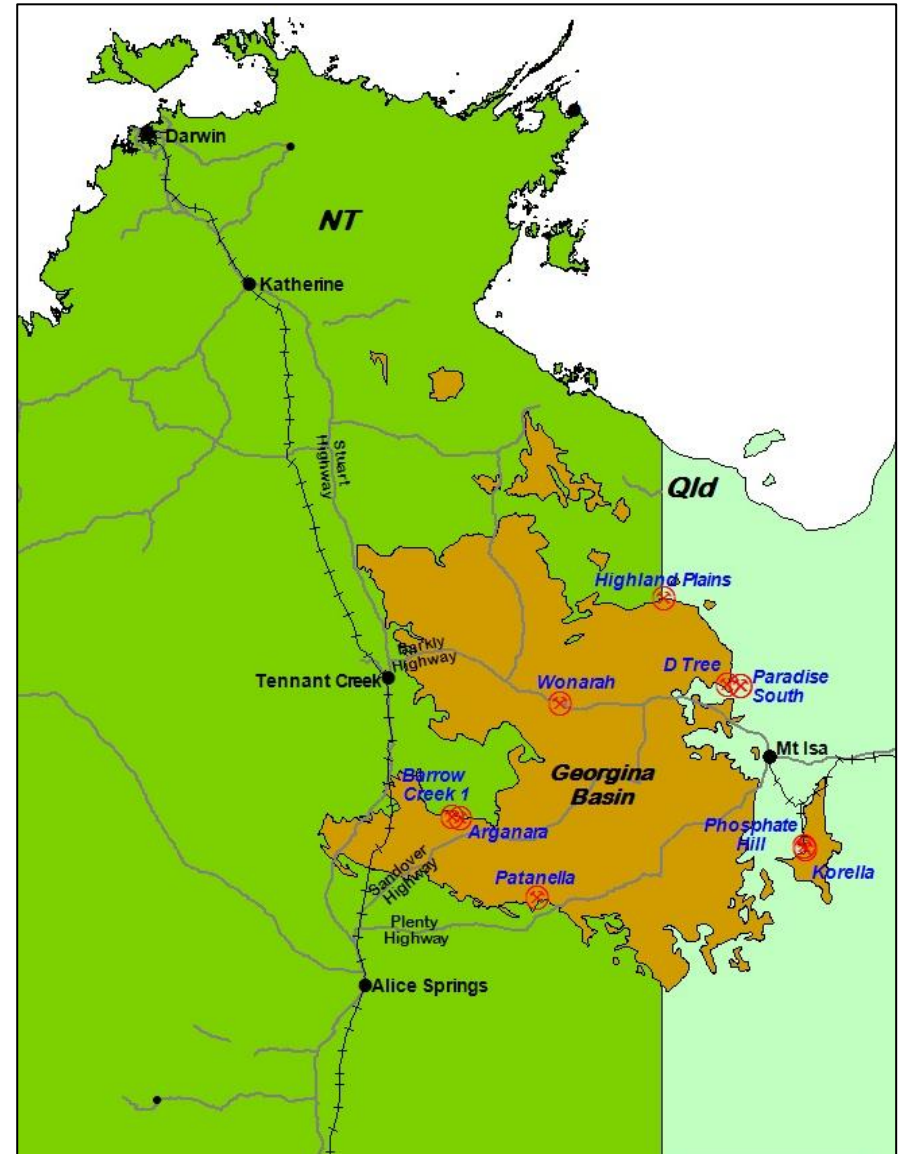 Darwin
NT
Katherine
Stuart
Highway
Qld
Highland Plains
Barkly
Highway
Tennant Creek
Wonarah
D Tree
Paradise
South
Mt Isa
Georgina
Basin
Barrow
Creek 1
Arganara
Phosphate
Hill
Korella
Sandover
Highway
Patanella
Plenty
Highway
Alice Springs